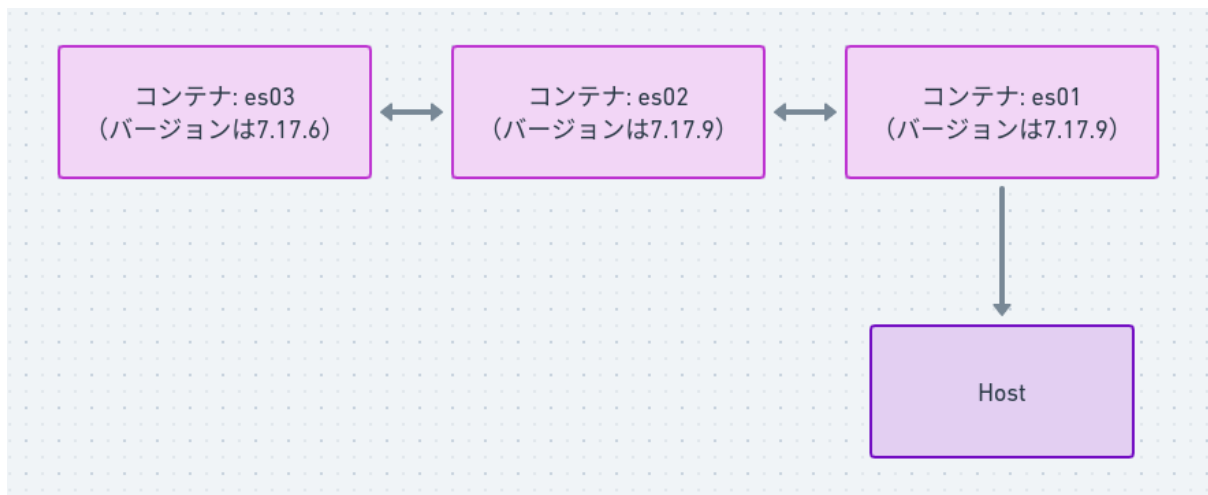 コンテナ: es03
（バージョンは7.17.6）
コンテナ: es02
（バージョンは7.17.9）
コンテナ: es01
（バージョンは7.17.9）
Host